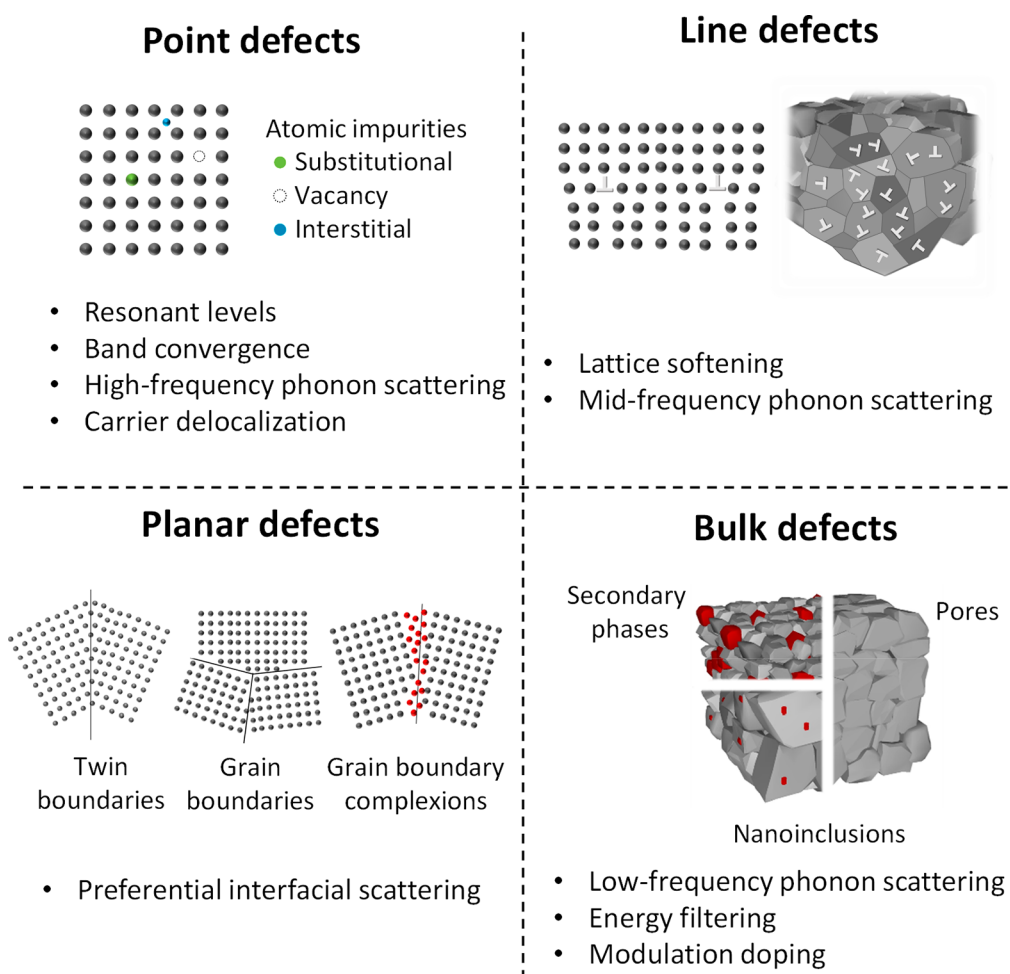 Point defects
Atomic impurities
Substitutional
Vacancy
Interstitial
• Resonant levels
• Band convergence
• High-frequency phonon scattering
• Carrier delocalization
Line defects
• Lattice softening
• Mid-frequency phonon scattering
Planar defects
Twin
boundaries
Grain
boundaries
Grain boundary
complexions
• Preferential interfacial scattering
Bulk defects
Secondary
phases
Pores
Nanoinclusions
• Low-frequency phonon scattering
• Energy filtering
• Modulation doping